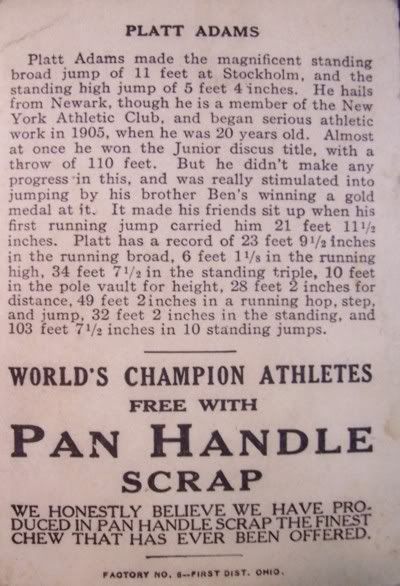 PLATT ADAMS
Platt Adams made the magnificent standing
broad jump of 11 feet at Stockholm, and the
standing high jump of 5 feet 4 inches. He hails
from Newark, though he is a member of the New
York Athletic Club, and began serious athletic
work in 1905, when he was 20 years old. Almost
at once he won the Junior discus title, with a
throw of 110 feet. But he didn't make any
progress in this, and was really stimulated into
jumping by his brother Ben's winning a gold
medal at it. It made his friends sit up when his
first running jump carried him 21 feet 11 1/2
inches. Platt has a record of 23 feet 9 1/2 inches
in the running broad, 6 feet 1 1/8 in the running
high, 34 feet 7 1/2 in the standing triple, 10 feet
in the pole vault for height, 28 feet 2 inches for
distance, 49 feet 2 inches in a running hop, step,
and jump, 32 feet 2 inches in the standing, and
103 feet 7 1/2 inches in 10 standing jumps.
WORLD'S CHAMPION ATHLETES
FREE WITH
PAN HANDLE
SCRAP
WE HONESTLY BELIEVE WE HAVE PRO-
DUCED IN PAN HANDLE SCRAP THE FINEST
CHEW THAT HAS EVER BEEN OFFERED.
FACTORY NO. 6—FIRST DIST. OHIO.